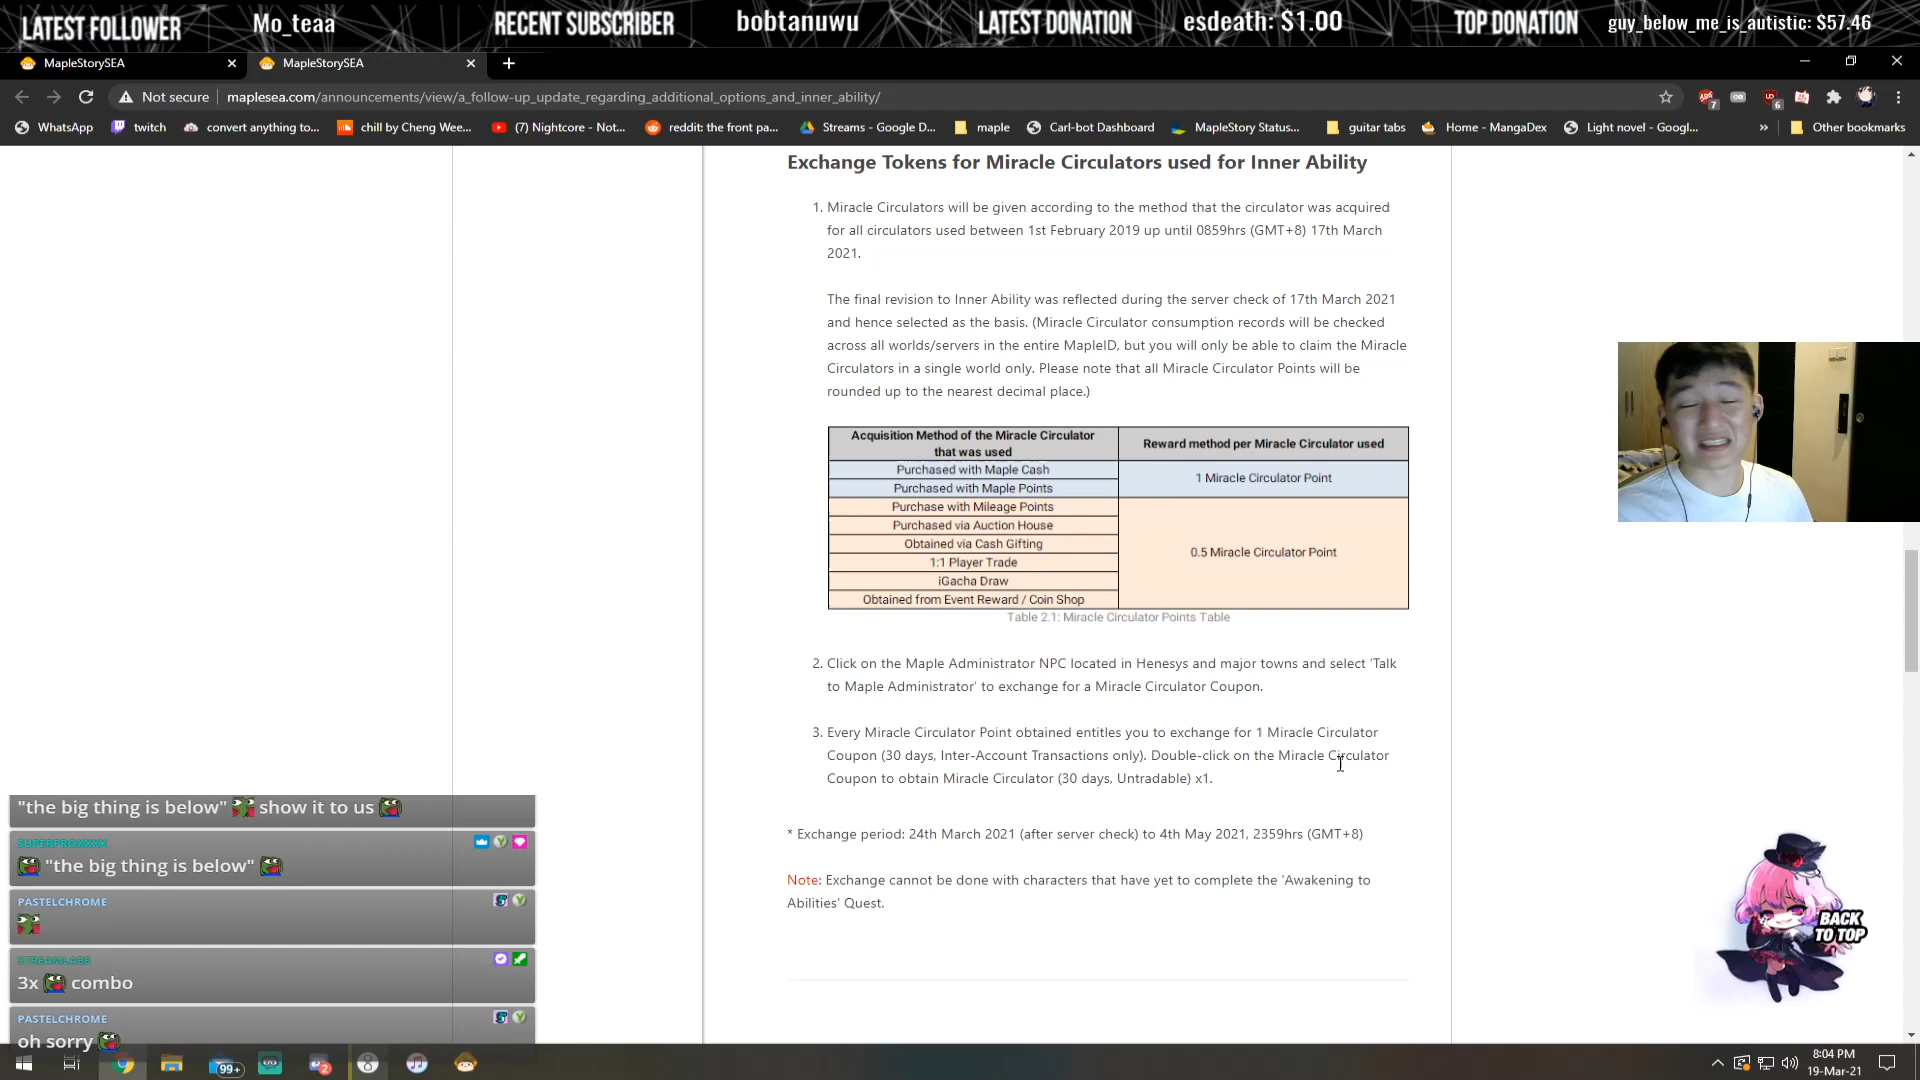 LATEST FOLLOWER Mo_teaa RECENT SUBSCRIBER bobtanuwu LATEST DONATION esdeath: $1.00 TOP DONATION guy_below_me_is_autistic: $57.46
MapleStorySEA MapleStorySEA
Not secure maplesea.com/announcements/view/a_follow-up_update_regarding_additional_options_and_inner_ability/
WhatsApp twitch convert anything to... chill by Cheng Wee... (7) Nightcore - Not... reddit: the front pa... Streams - Google D... maple Carl-bot Dashboard MapleStory Status... guitar tabs Home - MangaDex Light novel - Googl... » Other bookmarks
Exchange Tokens for Miracle Circulators used for Inner Ability
1. Miracle Circulators will be given according to the method that the circulator was acquired
for all circulators used between 1st February 2019 up until 0859hrs (GMT+8) 17th March
2021.
The final revision to Inner Ability was reflected during the server check of 17th March 2021
and hence selected as the basis. (Miracle Circulator consumption records will be checked
across all worlds/servers in the entire MapleID, but you will only be able to claim the Miracle
Circulators in a single world only. Please note that all Miracle Circulator Points will be
rounded up to the nearest decimal place.)
Acquisition Method of the Miracle Circulator
that was used
Reward method per Miracle Circulator used
Purchased with Maple Cash
Purchased with Maple Points
1 Miracle Circulator Point
Purchase with Mileage Points
Purchased via Auction House
Obtained via Cash Gifting
1:1 Player Trade
iGacha Draw
Obtained from Event Reward / Coin Shop
0.5 Miracle Circulator Point
Table 2.1: Miracle Circulator Points Table
2. Click on the Maple Administrator NPC located in Henesys and major towns and select 'Talk
to Maple Administrator' to exchange for a Miracle Circulator Coupon.
3. Every Miracle Circulator Point obtained entitles you to exchange for 1 Miracle Circulator
Coupon (30 days, Inter-Account Transactions only). Double-click on the Miracle Circulator
Coupon to obtain Miracle Circulator (30 days, Untradable) x1.
* Exchange period: 24th March 2021 (after server check) to 4th May 2021, 2359hrs (GMT+8)
Note: Exchange cannot be done with characters that have yet to complete the 'Awakening to
Abilities' Quest.
BACK
TO TOP
"the big thing is below" show it to us
SUPERPROXXXX
"the big thing is below"
PASTELCHROME
STREAMLABS
3x combo
PASTELCHROME
oh sorry
99+
2
8:04 PM
19-Mar-21